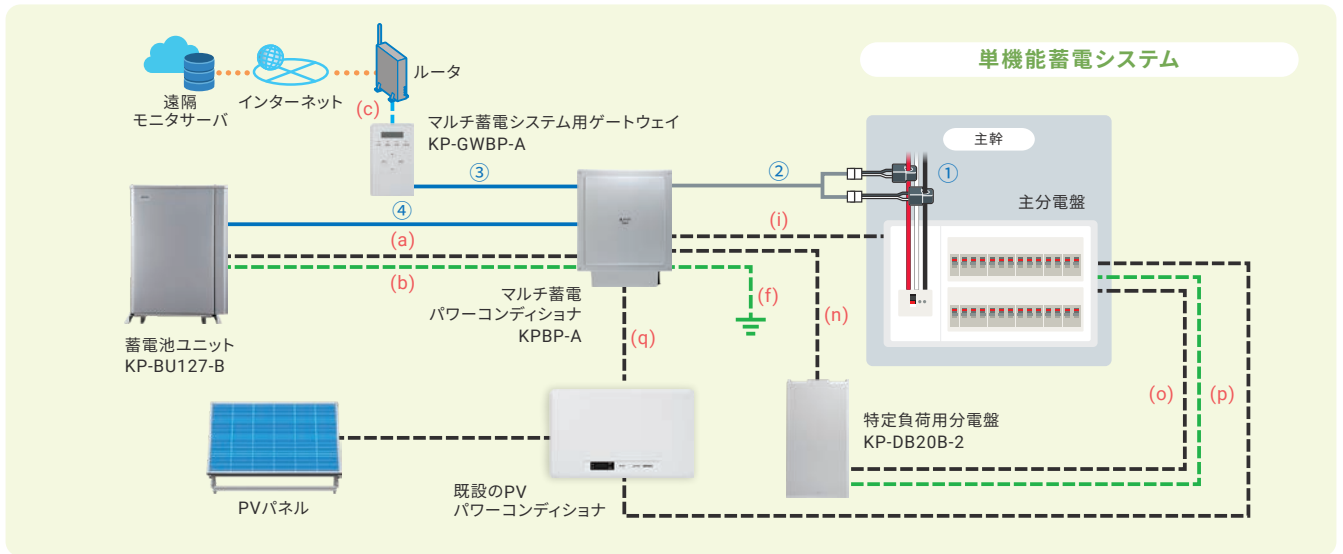 単機能蓄電システム
ルータ
遠隔
モニタサーバ
インターネット
(c)
マルチ蓄電システム用ゲートウェイ
KP-GWBP-A
主幹
③
②
①
主分電盤
④
(a)
(b)
(i)
(f)
(n)
マルチ蓄電
パワーコンディショナ
KPBP-A
(q)
蓄電池ユニット
KP-BU127-B
(o)
(p)
特定負荷用分電盤
KP-DB20B-2
PVパネル
既設のPV
パワーコンディショナ